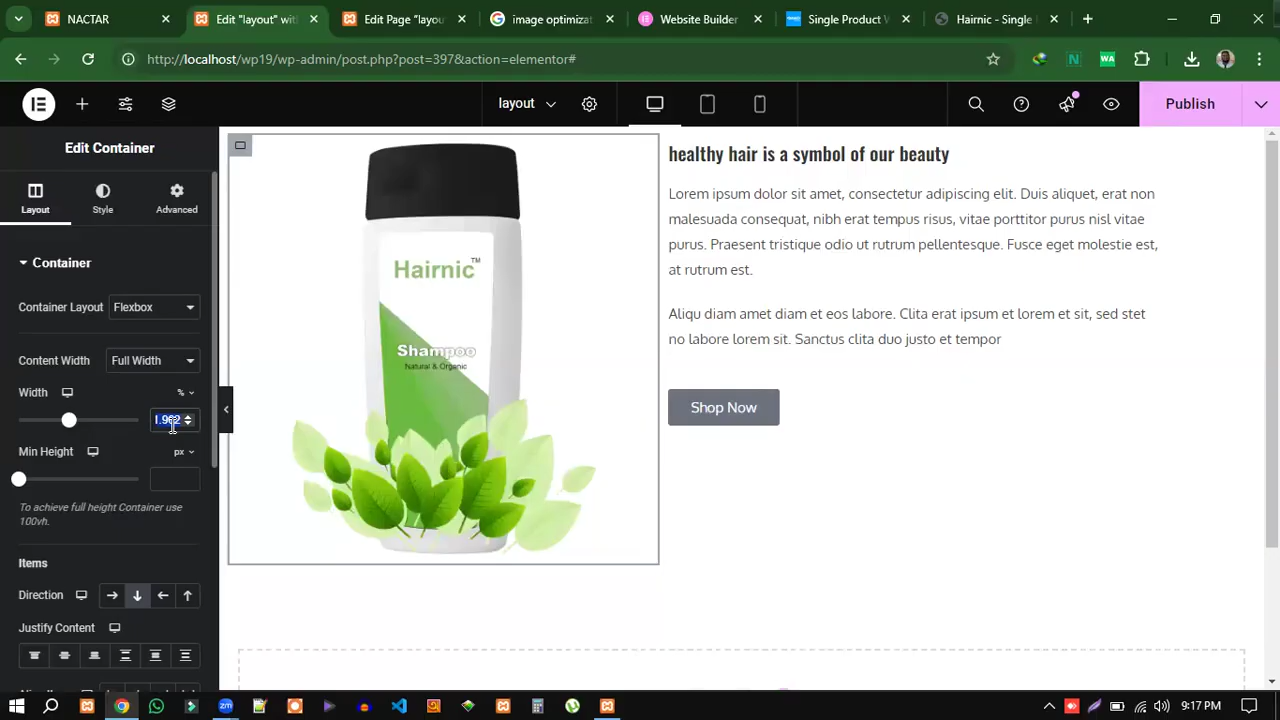 NACTAR
Edit "layout" wit
Edit Page "layou
image optimizat
Website Builder
Single Product V
Hairnic - Single
http://localhost/wp19/wp-admin/post.php?post=397&action=elementor#
layout
Publish
Edit Container
Layout
Style
Advanced
Container
Container Layout
Flexbox
Content Width
Full Width
Width
%
Min Height
px
To achieve full height Container use
100vh.
Items
Direction
Justify Content
Hairnic™
Shampoo
Natural & Organic
healthy hair is a symbol of our beauty
Lorem ipsum dolor sit amet, consectetur adipiscing elit. Duis aliquet, erat non
malesuada consequat, nibh erat tempus risus, vitae porttitor purus nisl vitae
purus. Praesent tristique odio ut rutrum pellentesque. Fusce eget molestie est,
at rutrum est.
Aliqu diam amet diam et eos labore. Clita erat ipsum et lorem et sit, sed stet
no labore lorem sit. Sanctus clita duo justo et tempor
Shop Now
9:17 PM